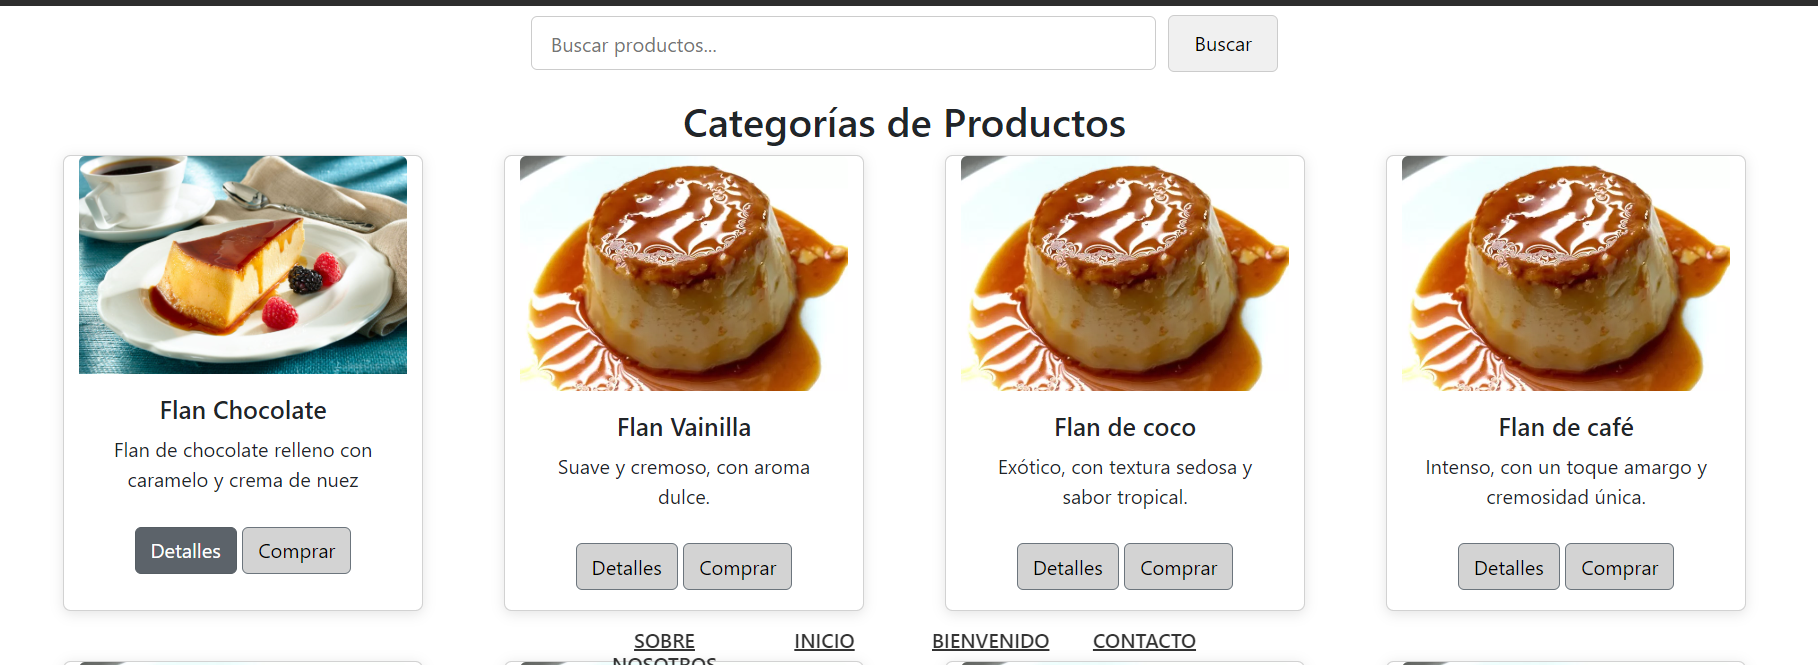 Buscar productos...
Buscar
Categorías de Productos
Flan Chocolate
Flan de chocolate relleno con
caramelo y crema de nuez
Detalles
Comprar
Flan Vainilla
Suave y cremoso, con aroma
dulce.
Detalles
Comprar
Flan de coco
Exótico, con textura sedosa y
sabor tropical.
Detalles
Comprar
Flan de café
Intenso, con un toque amargo y
cremosidad única.
Detalles
Comprar
SOBRE
NOSOTROS
INICIO
BIENVENIDO
CONTACTO